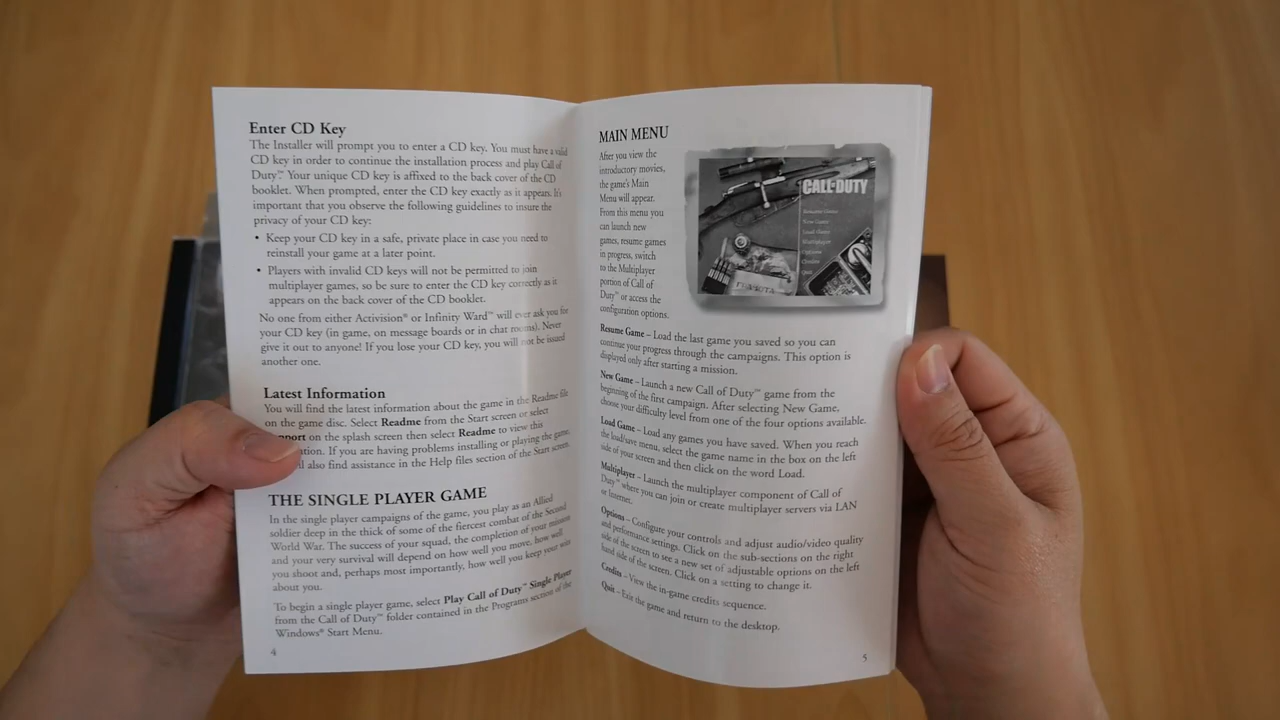 Enter CD Key
The Installer will prompt you to enter a CD key. You must have a valid
CD key in order to continue the installation process and play Call of
Duty™. Your unique CD key is affixed to the back cover of the CD
booklet. When prompted, enter the CD key exactly as it appears. It's
important that you observe the following guidelines to insure the
privacy of your CD key:
• Keep your CD key in a safe, private place in case you need to
reinstall your game at a later point.
• Players with invalid CD keys will not be permitted to join
multiplayer games, so be sure to enter the CD key correctly as it
appears on the back cover of the CD booklet.
No one from either Activision® or Infinity Ward™ will ever ask you for
your CD key (in game, on message boards or in chat rooms). Never
give it out to anyone! If you lose your CD key, you will not be issued
another one.
Latest Information
You will find the latest information about the game in the Readme file
on the game disc. Select Readme from the Start screen or select
pport on the splash screen then select Readme to view this
ation. If you are having problems installing or playing the game,
ll also find assistance in the Help files section of the Start screen.
THE SINGLE PLAYER GAME
In the single player campaigns of the game, you play as an Allied
soldier deep in the thick of some of the fiercest combat of the Second
World War. The success of your squad, the completion of your missions
and your very survival will depend on how well you move, how well
you shoot and, perhaps most importantly, how well you keep your wits
about you.
To begin a single player game, select Play Call of Duty™ Single Player
from the Call of Duty™ folder contained in the Programs section of the
Windows® Start Menu.
4
MAIN MENU
After you view the
introductory movies,
the game's Main
Menu will appear.
From this menu you
can launch new
games, resume games
in progress, switch
to the Multiplayer
portion of Call of
Duty™ or access the
configuration options.
CALL·DUTY
Resume Game
New Game
Load Game
Multiplayer
Options
Credits
Quit
Resume Game – Load the last game you saved so you can
continue your progress through the campaigns. This option is
displayed only after starting a mission.
New Game – Launch a new Call of Duty™ game from the
beginning of the first campaign. After selecting New Game,
choose your difficulty level from one of the four options available.
Load Game – Load any games you have saved. When you reach
the load/save menu, select the game name in the box on the left
side of your screen and then click on the word Load.
Multiplayer – Launch the multiplayer component of Call of
Duty™ where you can join or create multiplayer servers via LAN
or Internet.
Options – Configure your controls and adjust audio/video quality
and performance settings. Click on the sub-sections on the right
side of the screen to see a new set of adjustable options on the left
hand side of the screen. Click on a setting to change it.
Credits – View the in-game credits sequence.
Quit – Exit the game and return to the desktop.
5